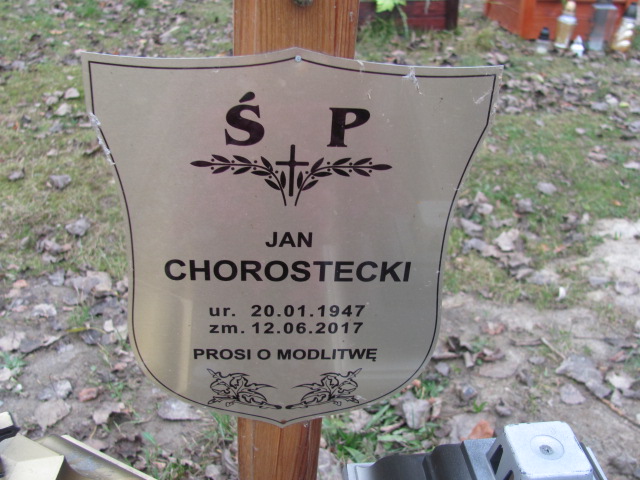 Ś P
JAN
CHOROSTECKI
ur. 20.01.1947
zm. 12.06.2017
PROSI O MODLITWĘ